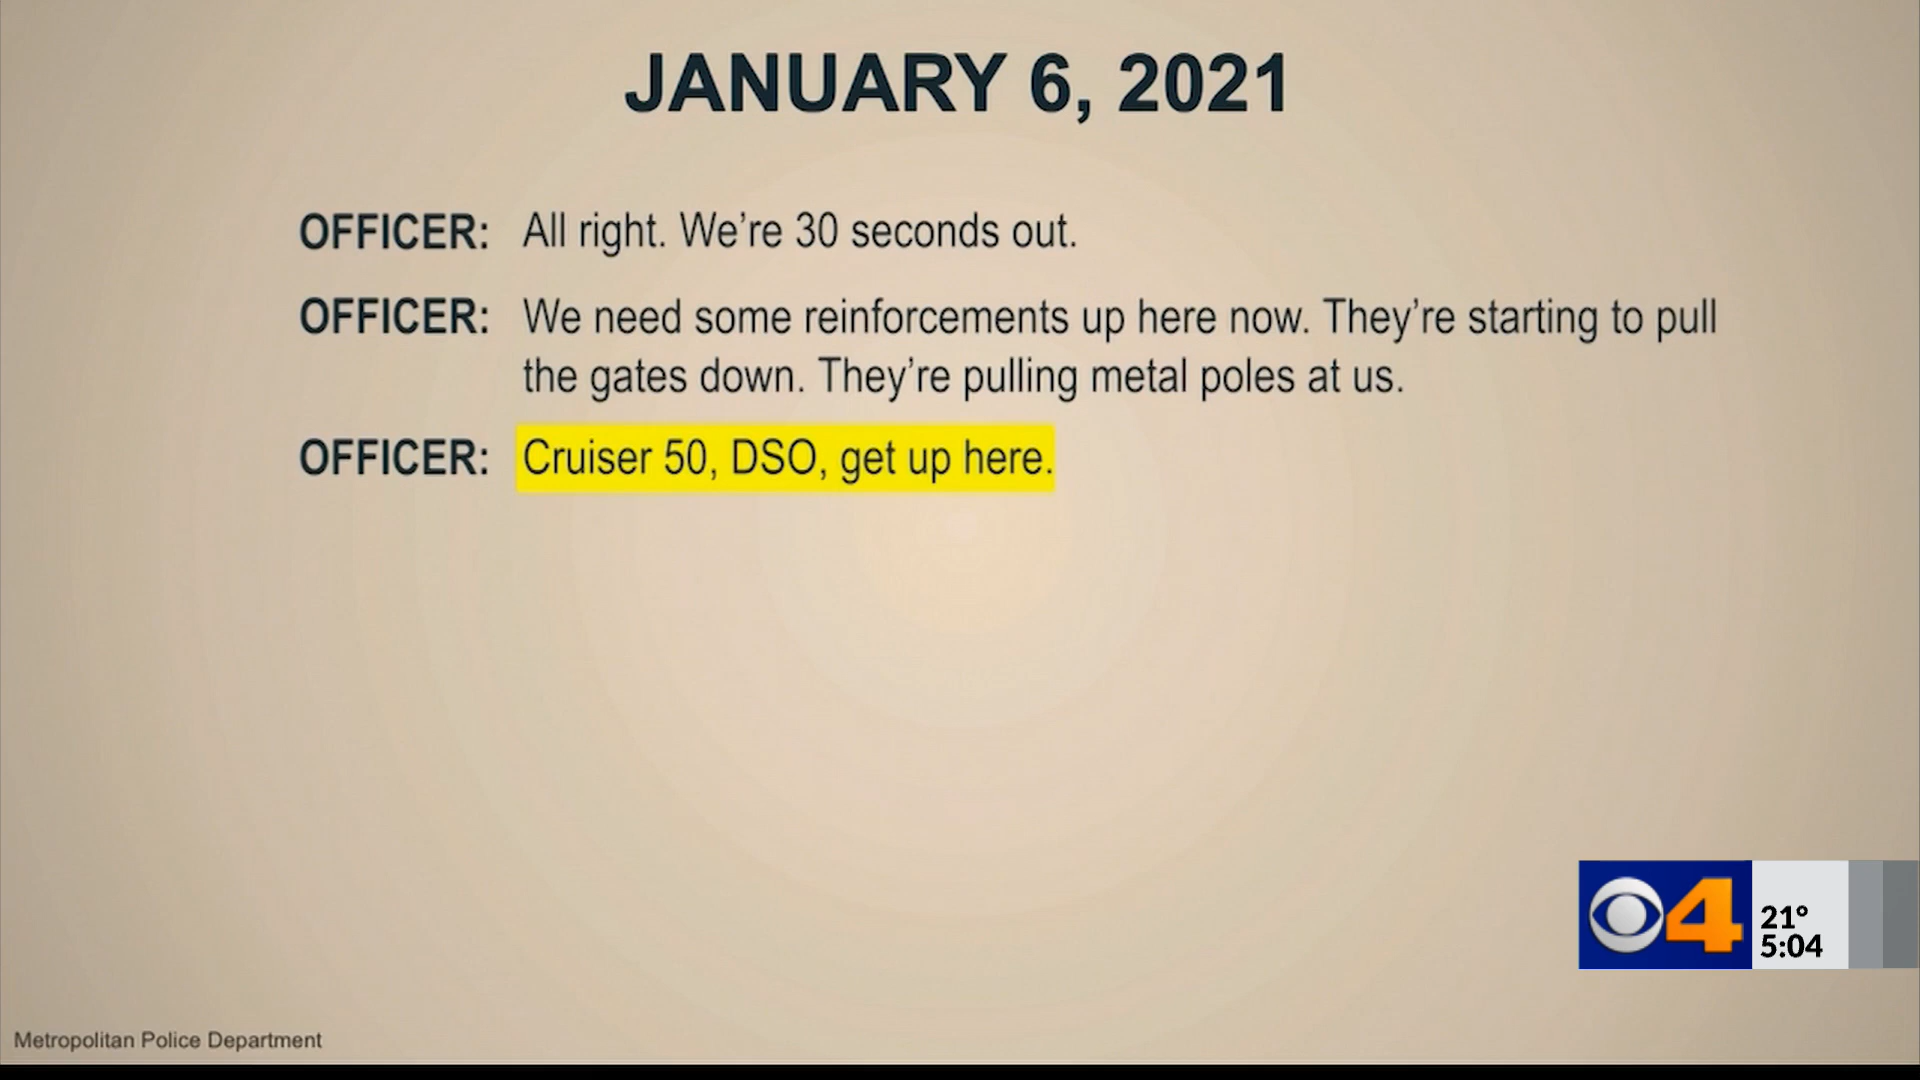 JANUARY 6, 2021
OFFICER: All right. We’re 30 seconds out.
OFFICER: We need some reinforcements up here now. They’re starting to pull
the gates down. They’re pulling metal poles at us.
OFFICER: Cruiser 50, DSO, get up here.
4
21°
5:04
Metropolitan Police Department